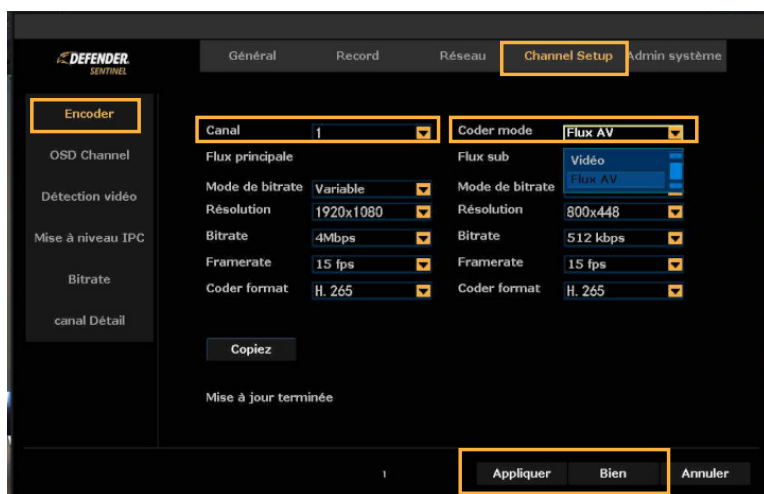 DEFENDER.
SENTINEL
Général Record Réseau Channel Setup Admin système
Encoder
OSD Channel
Détection vidéo
Mise à niveau IPC
Bitrate
canal Détail
Canal 1 Coder mode Flux AV
Flux principale Flux sub Vidéo
Flux AV
Mode de bitrate Variable Mode de bitrate
Résolution 1920x1080 Résolution 800x448
Bitrate 4Mbps Bitrate 512 kbps
Framerate 15 fps Framerate 15 fps
Coder format H. 265 Coder format H. 265
Copiez
Mise à jour terminée
1 Appliquer Bien Annuler